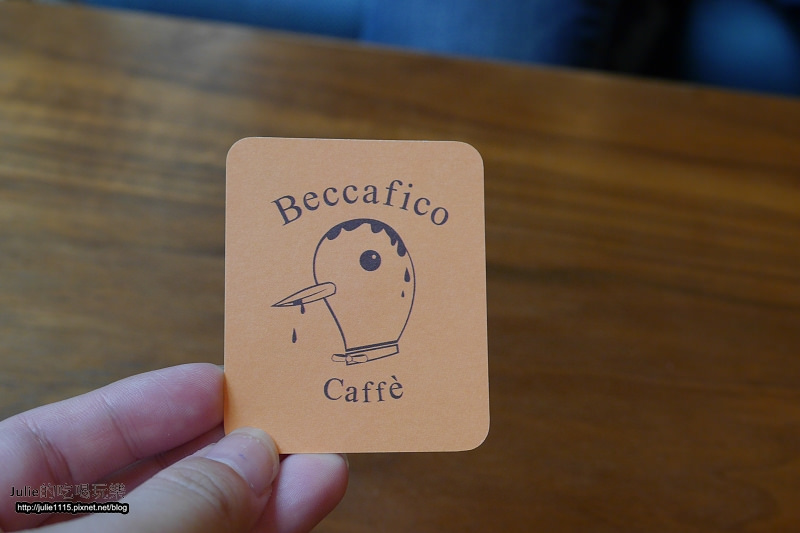 Beccafico
Caffè
Julie的吃喝玩樂
http://julie1115.pixnet.net/blog